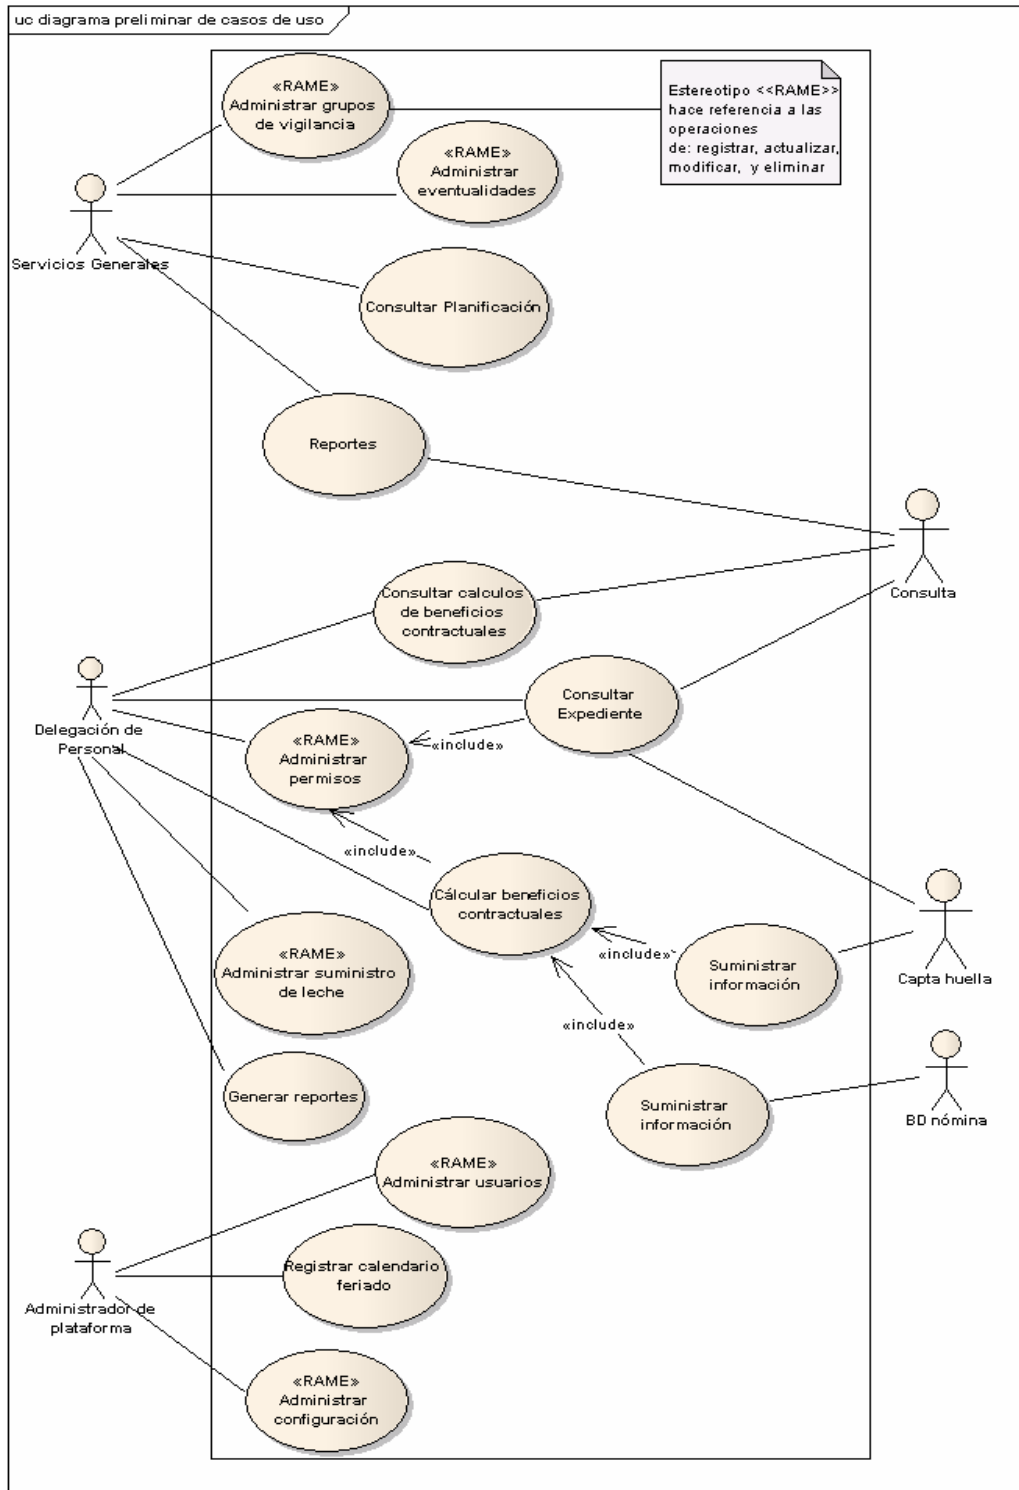 uc diagrama preliminar de casos de uso
«RAME»
Administrar grupos
de vigilancia
Estereotipo <<RAME>>
hace referencia a las
operaciones
de: registrar, actualizar,
modificar, y eliminar
«RAME»
Administrar
eventualidades
Servicios Generales
Consultar Planificación
Reportes
Consulta
Consultar calculos
de beneficios
contractuales
Delegación de
Personal
Consultar
Expediente
«RAME»
Administrar
permisos
«include»
«include»
Cálcular beneficios
contractuales
«RAME»
Administrar suministro
de leche
«include»
Suministrar
información
Capta huella
«include»
Generar reportes
Suministrar
información
BD nómina
«RAME»
Administrar usuarios
Registrar calendario
feriado
Administrador de
plataforma
«RAME»
Administrar
configuración